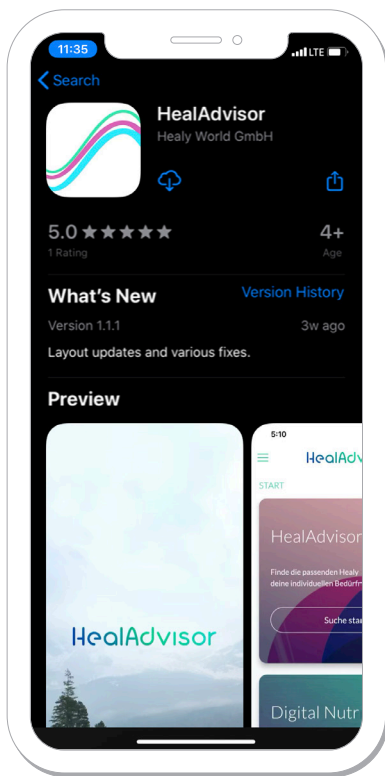 11:35
LTE
Search
HealAdvisor
Healy World GmbH
5.0 ★★★★★
4+
1 Rating
Age
What's New
Version History
Version 1.1.1
3w ago
Layout updates and various fixes.
Preview
HealAdvisor
5:10
HealAdv
START
HealAdvisor
Finde die passenden Healy
deine individuellen Bedürfn
Suche star
Digital Nutr